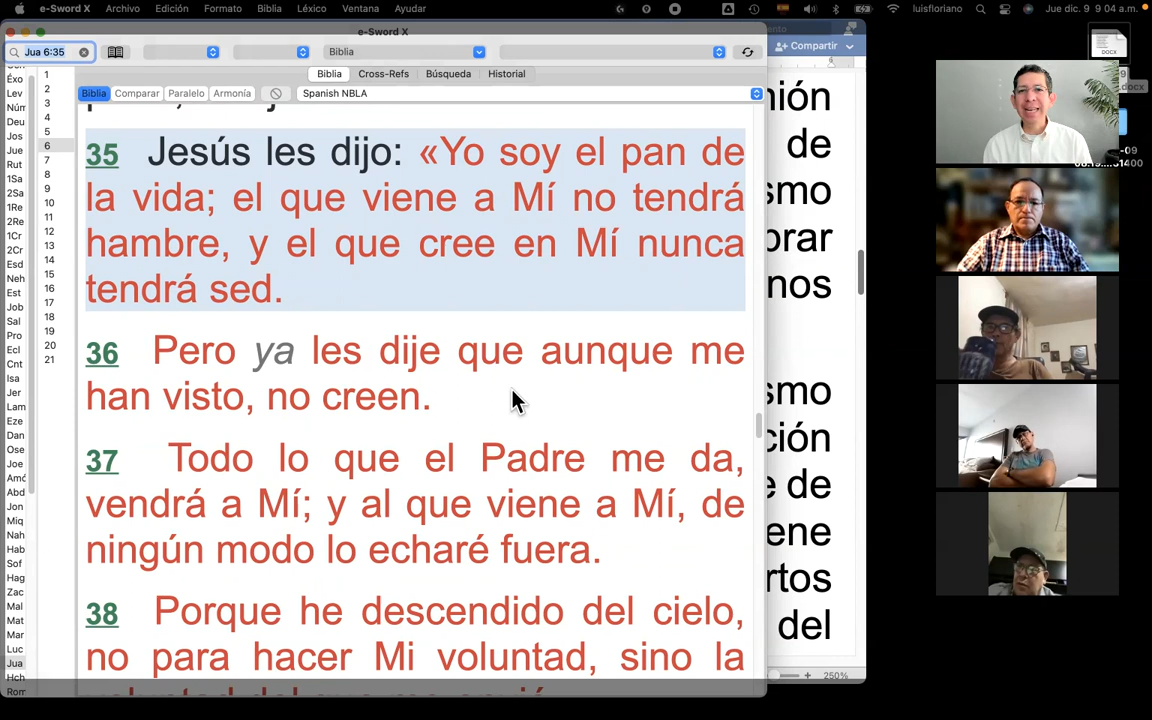 e-Sword X Archivo Edición Formato Biblia Léxico Ventana Ayuda luisfloriano Jue dic. 9 9 04 a.m.
e-Sword X
Compartir
Jua 6:35
Biblia
Biblia Cross-Refs Búsqueda Historial
Biblia Comparar Paralelo Armonía Spanish NBLA
Éxo
Lev
Núm
Deu
Jos
Jue
Rut
1Sa
2Sa
1Re
2Re
1Cr
2Cr
Esd
Neh
Est
Job
Sal
Pro
Ecl
Cnt
Isa
Jer
Lam
Eze
Dan
Ose
Joe
Amó
Abd
Jon
Miq
Nah
Hab
Sof
Hag
Zac
Mal
Mat
Mar
Luc
Jua
Hch
Rom
1
2
3
4
5
6
7
8
9
10
11
12
13
14
15
16
17
18
19
20
21
35 Jesús les dijo: «Yo soy el pan de
la vida; el que viene a Mí no tendrá
hambre, y el que cree en Mí nunca
tendrá sed.
36 Pero ya les dije que aunque me
han visto, no creen.
37 Todo lo que el Padre me da,
vendrá a Mí; y al que viene a Mí, de
ningún modo lo echaré fuera.
38 Porque he descendido del cielo,
no para hacer Mi voluntad, sino la
nión
de
smo
orar
nos
smo
ción
e de
ene
rtos
del
250%
DOCX